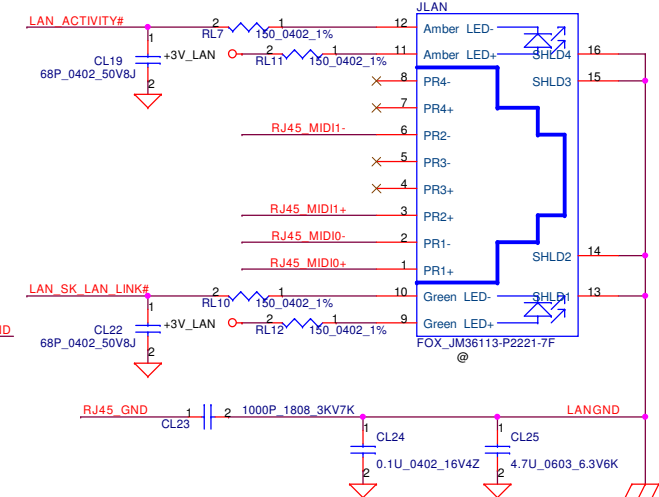 JLAN
LAN_ACTIVITY#
2 RL7 1 150_0402_1% 12 Amber LED-
1 CL19 68P_0402_50V8J 2
+3V_LAN 2 RL11 1 150_0402_1% 11 Amber LED+
SHLD4 16
SHLD3 15
8 PR4-
7 PR4+
RJ45_MIDI1- 6 PR2-
5 PR3-
4 PR3+
RJ45_MIDI1+ 3 PR2+
RJ45_MIDI0- 2 PR1-
SHLD2 14
RJ45_MIDI0+ 1 PR1+
LAN_SK_LAN_LINK#
2 RL10 1 150_0402_1% 10 Green LED-
SHLD1 13
1 CL22 68P_0402_50V8J 2
+3V_LAN 2 RL12 1 150_0402_1% 9 Green LED+
FOX_JM36113-P2221-7F
@
RJ45_GND 1 CL23 2 1000P_1808_3KV7K LANGND
1 CL24 0.1U_0402_16V4Z 2
1 CL25 4.7U_0603_6.3V6K 2